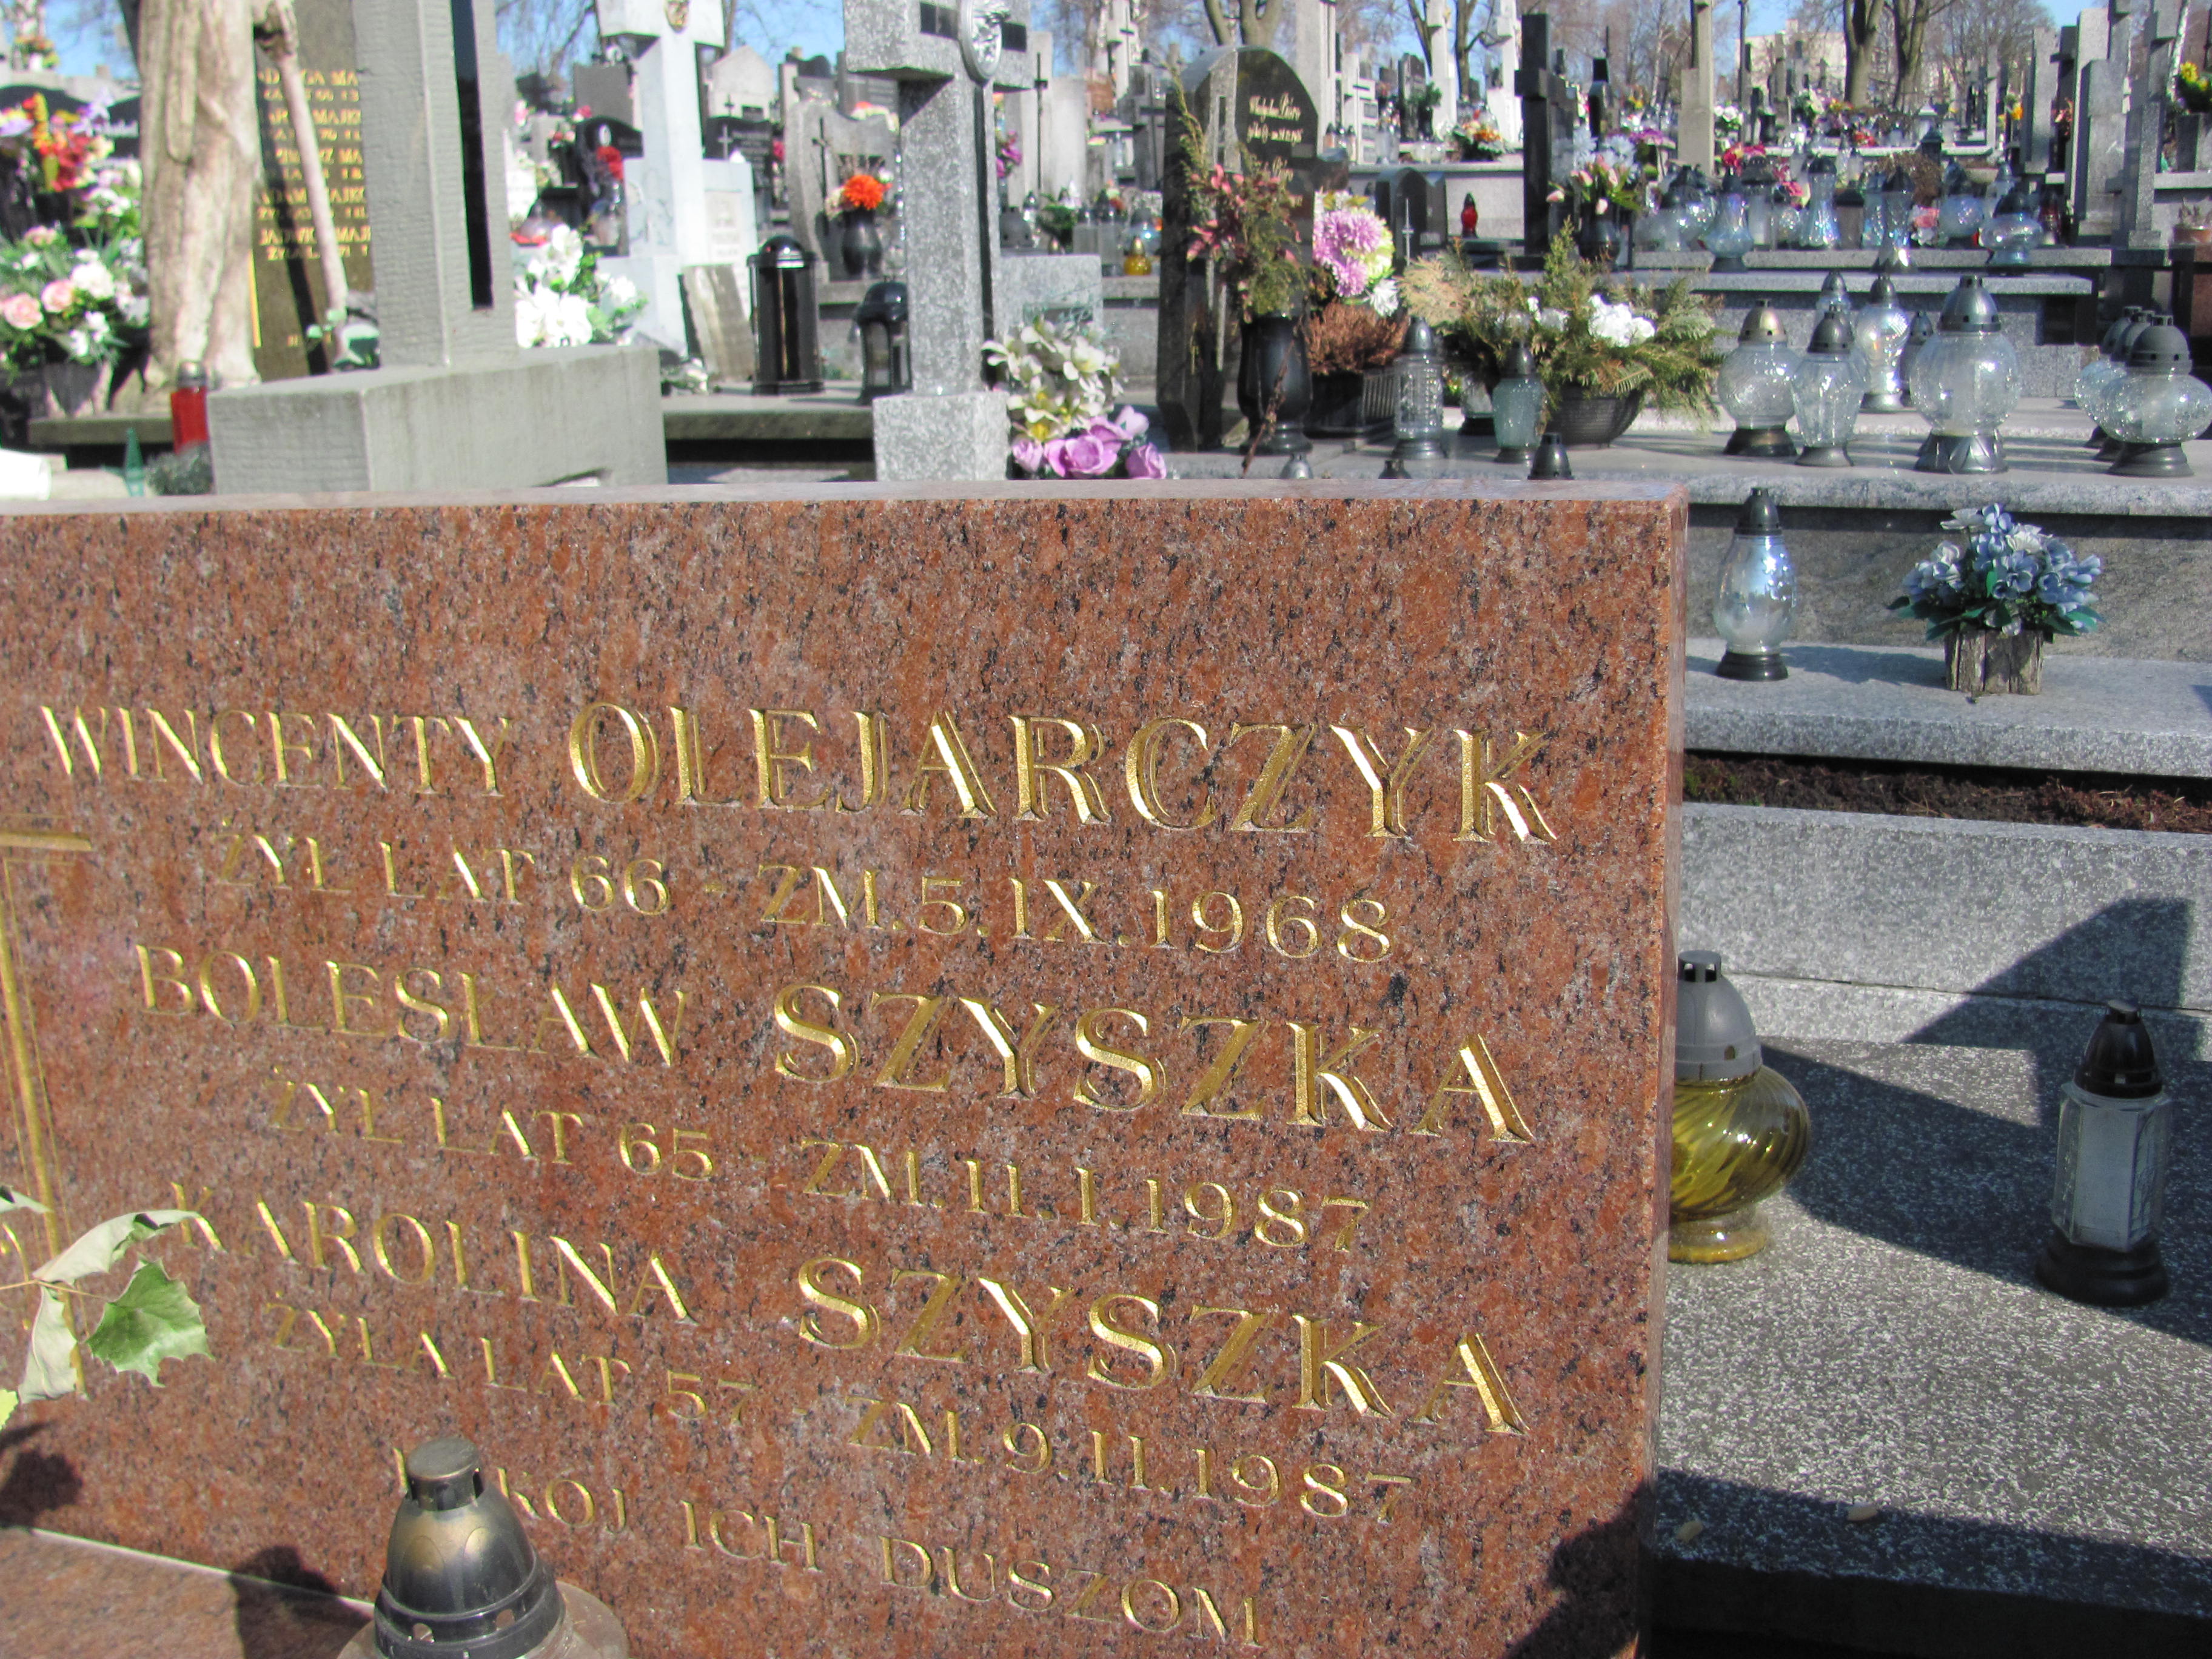 WINCENTY OLEJARCZYK
ŻYŁ LAT 66 - ZM. 5. IX. 1968
BOLESŁAW SZYSZKA
ŻYŁ LAT 65 - ZM. 11. I. 1987
KAROLINA SZYSZKA
ŻYŁA LAT 57 - ZM. 9. II. 1987
POKÓJ ICH DUSZOM